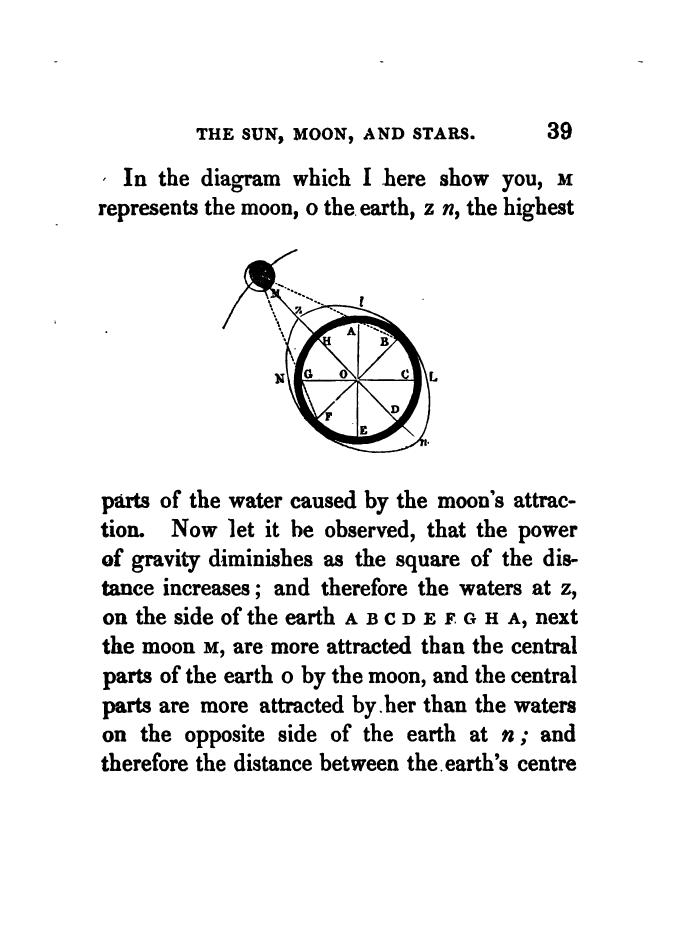 THE SUN, MOON, AND STARS. 39
In the diagram which I here show you, M
represents the moon, O the earth, Z n, the highest
M
Z
l
A
H
B
N
G
O
C
L
F
D
E
n
parts of the water caused by the moon's attrac-
tion. Now let it be observed, that the power
of gravity diminishes as the square of the dis-
tance increases; and therefore the waters at Z,
on the side of the earth A B C D E F G H A, next
the moon M, are more attracted than the central
parts of the earth O by the moon, and the central
parts are more attracted by her than the waters
on the opposite side of the earth at n; and
therefore the distance between the earth's centre